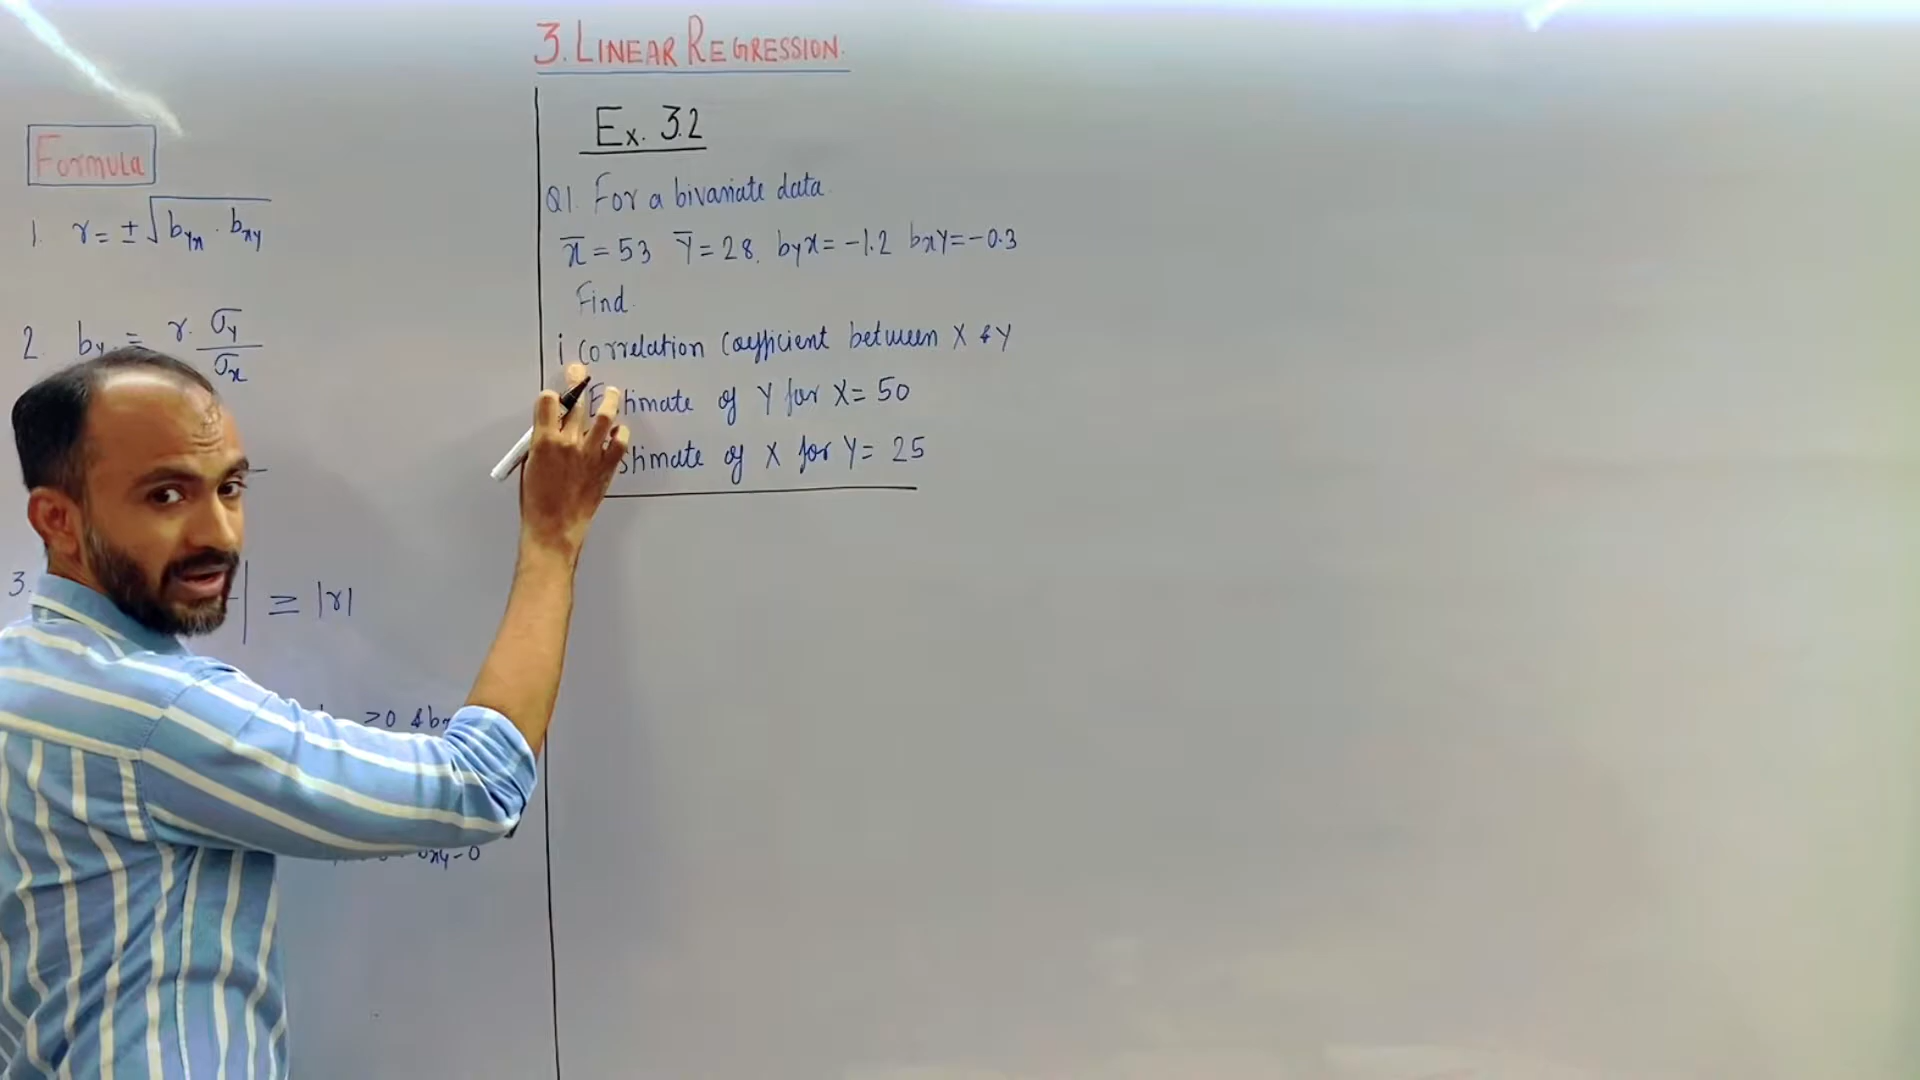 3. LINEAR REGRESSION.
Formula
1. r = ± √byx . bxy
2. by = r. σy / σx
3. | ≥ |r|
>0 & b
bxy - 0
Ex. 3.2
Q1. For a bivariate data
x̄ = 53 ȳ = 28. byx = -1.2 bxy = -0.3
Find.
i Correlation Coefficient between X & Y
Estimate of Y for X = 50
stimate of X for Y = 25